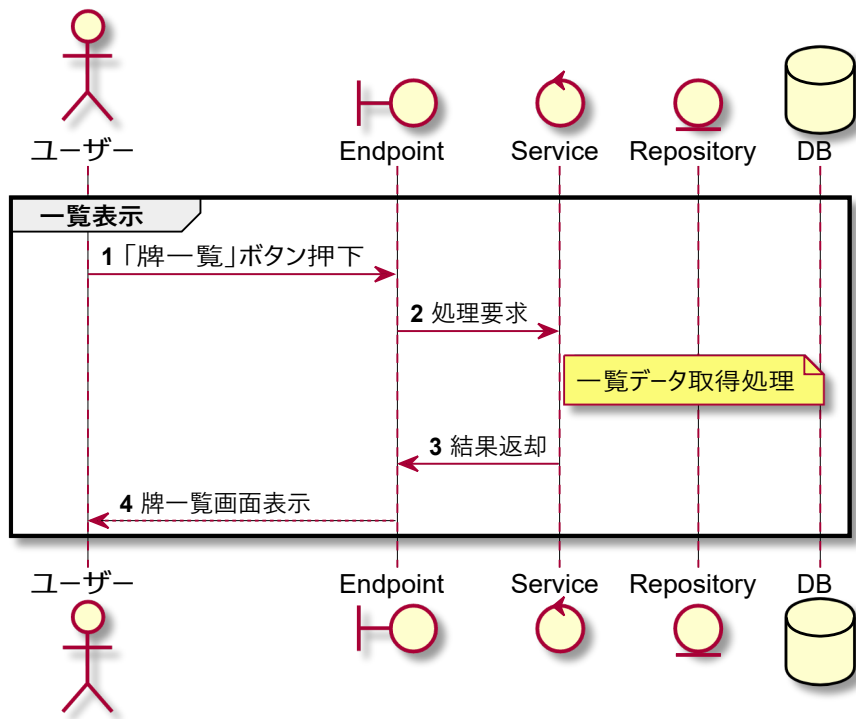 ユーザー
Endpoint
Service
Repository
DB
一覧表示
1「牌一覧」ボタン押下
2 処理要求
一覧データ取得処理
3 結果返却
4 牌一覧画面表示
ユーザー
Endpoint
Service
Repository
DB